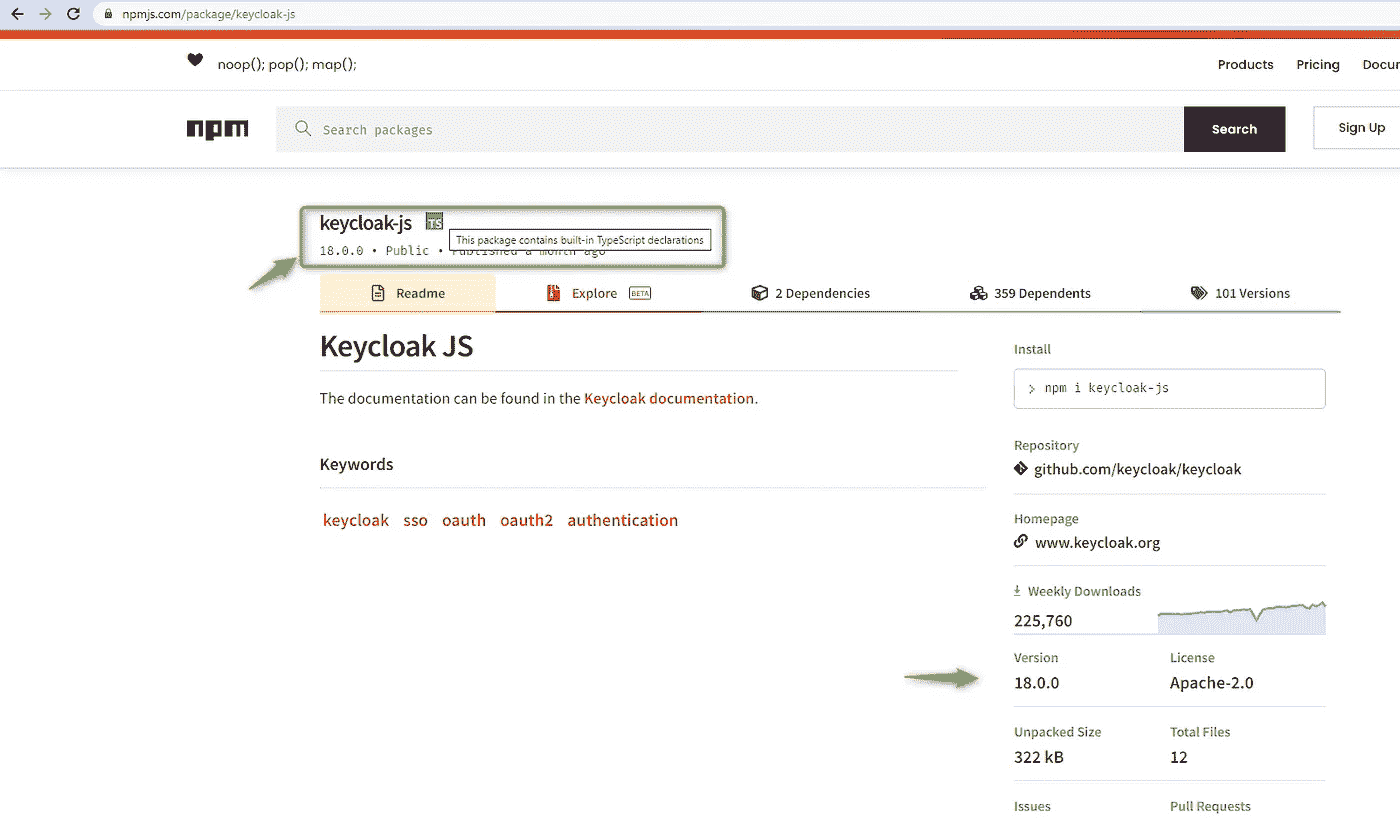 npmjs.com/package/keycloak-js
noop(); pop(); map();
Products Pricing
npm
Search packages
Search
Sign Up
keycloak-js TS
This package contains built-in TypeScript declarations
18.0.0 • Public • Published a month ago
Readme
Explore BETA
2 Dependencies
359 Dependents
101 Versions
Keycloak JS
The documentation can be found in the Keycloak documentation.
Keywords
keycloak sso oauth oauth2 authentication
Install
> npm i keycloak-js
Repository
github.com/keycloak/keycloak
Homepage
www.keycloak.org
Weekly Downloads
225,760
Version License
18.0.0 Apache-2.0
Unpacked Size Total Files
322 kB 12
Issues Pull Requests